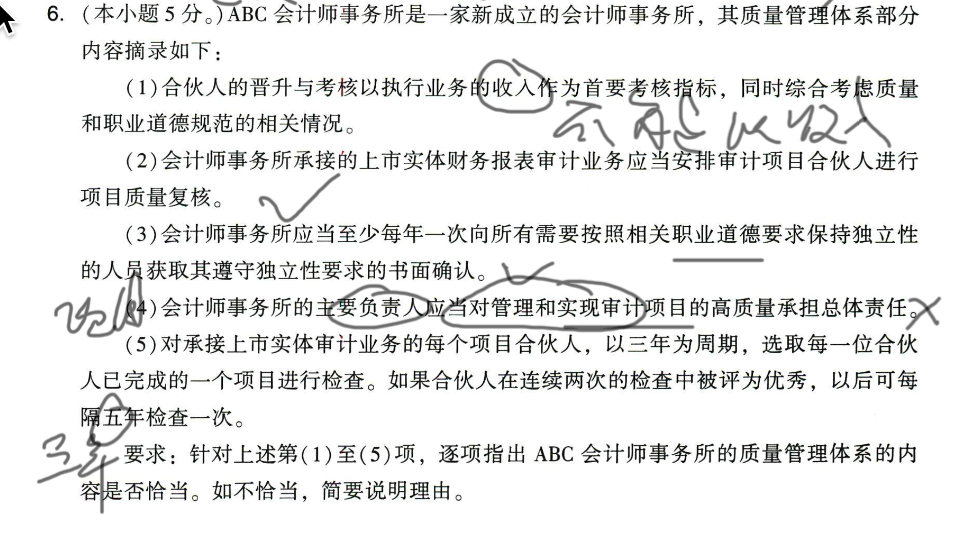 6. (本小题5分。)ABC会计师事务所是一家新成立的会计师事务所，其质量管理体系部分
内容摘录如下：
(1)合伙人的晋升与考核以执行业务的收入作为首要考核指标，同时综合考虑质量
和职业道德规范的相关情况。
不能以收入
(2)会计师事务所承接的上市实体财务报表审计业务应当安排审计项目合伙人进行
项目质量复核。
(3)会计师事务所应当至少每年一次向所有需要按照相关职业道德要求保持独立性
的人员获取其遵守独立性要求的书面确认。
(4)会计师事务所的主要负责人应当对管理和实现审计项目的高质量承担总体责任。
(5)对承接上市实体审计业务的每个项目合伙人，以三年为周期，选取每一位合伙
人已完成的一个项目进行检查。如果合伙人在连续两次的检查中被评为优秀，以后可每
隔五年检查一次。
三年
要求：针对上述第(1)至(5)项，逐项指出ABC会计师事务所的质量管理体系的内
容是否恰当。如不恰当，简要说明理由。